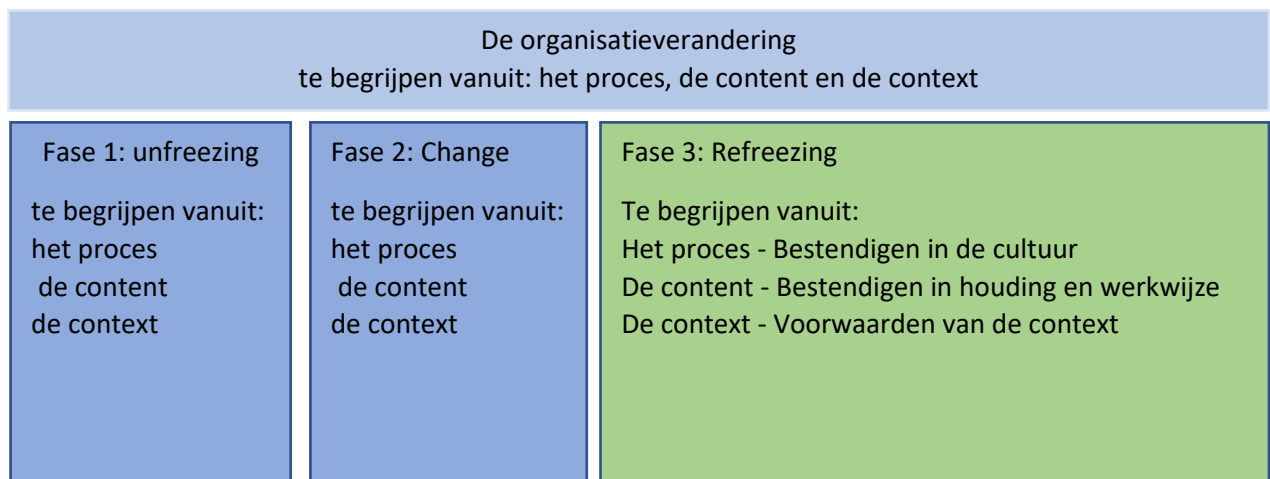 De organisatieverandering
te begrijpen vanuit: het proces, de content en de context
Fase 1: unfreezing
te begrijpen vanuit:
het proces
de content
de context
Fase 2: Change
te begrijpen vanuit:
het proces
de content
de context
Fase 3: Refreezing
Te begrijpen vanuit:
Het proces - Bestendigen in de cultuur
De content - Bestendigen in houding en werkwijze
De context - Voorwaarden van de context